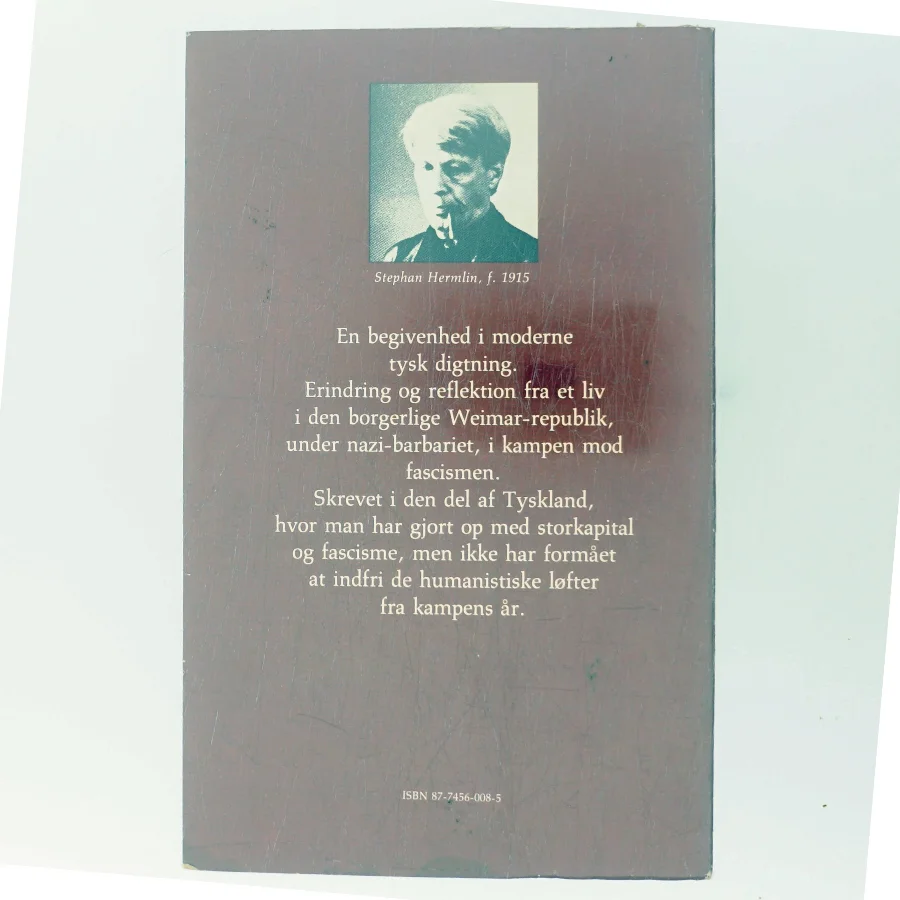 Stephan Hermlin, f. 1915
En begivenhed i moderne
tysk digtning.
Erindring og reflektion fra et liv
i den borgerlige Weimar-republik,
under nazi-barbariet, i kampen mod
fascismen.
Skrevet i den del af Tyskland,
hvor man har gjort op med storkapital
og fascisme, men ikke har formået
at indfri de humanistiske løfter
fra kampens år.
ISBN 87-7456-008-5